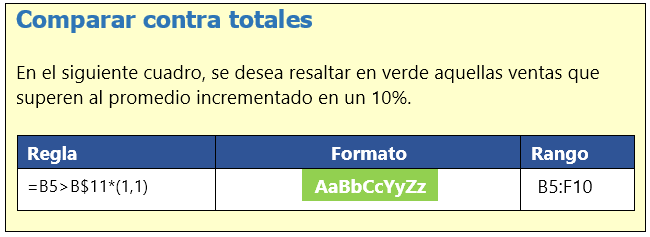 Comparar contra totales
En el siguiente cuadro, se desea resaltar en verde aquellas ventas que
superen al promedio incrementado en un 10%.
Regla Formato Rango
=B5>B$11*(1,1) AaBbCcYyZz B5:F10